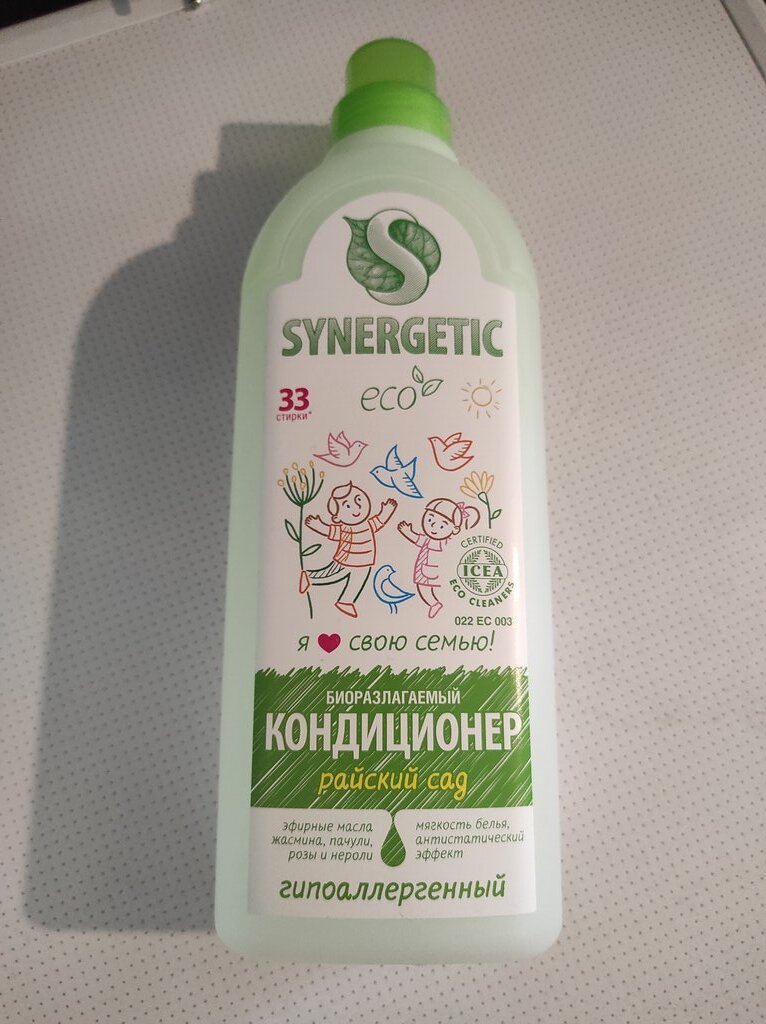 SYNERGETIC
eco
33
стирки*
CERTIFIED
ICEA
ECO CLEANERS
022 EC 003
я ❤ свою семью!
БИОРАЗЛАГАЕМЫЙ
КОНДИЦИОНЕР
райский сад
эфирные масла
жасмина, пачули,
розы и нероли
мягкость белья,
антистатический
эффект
гипоаллергенный